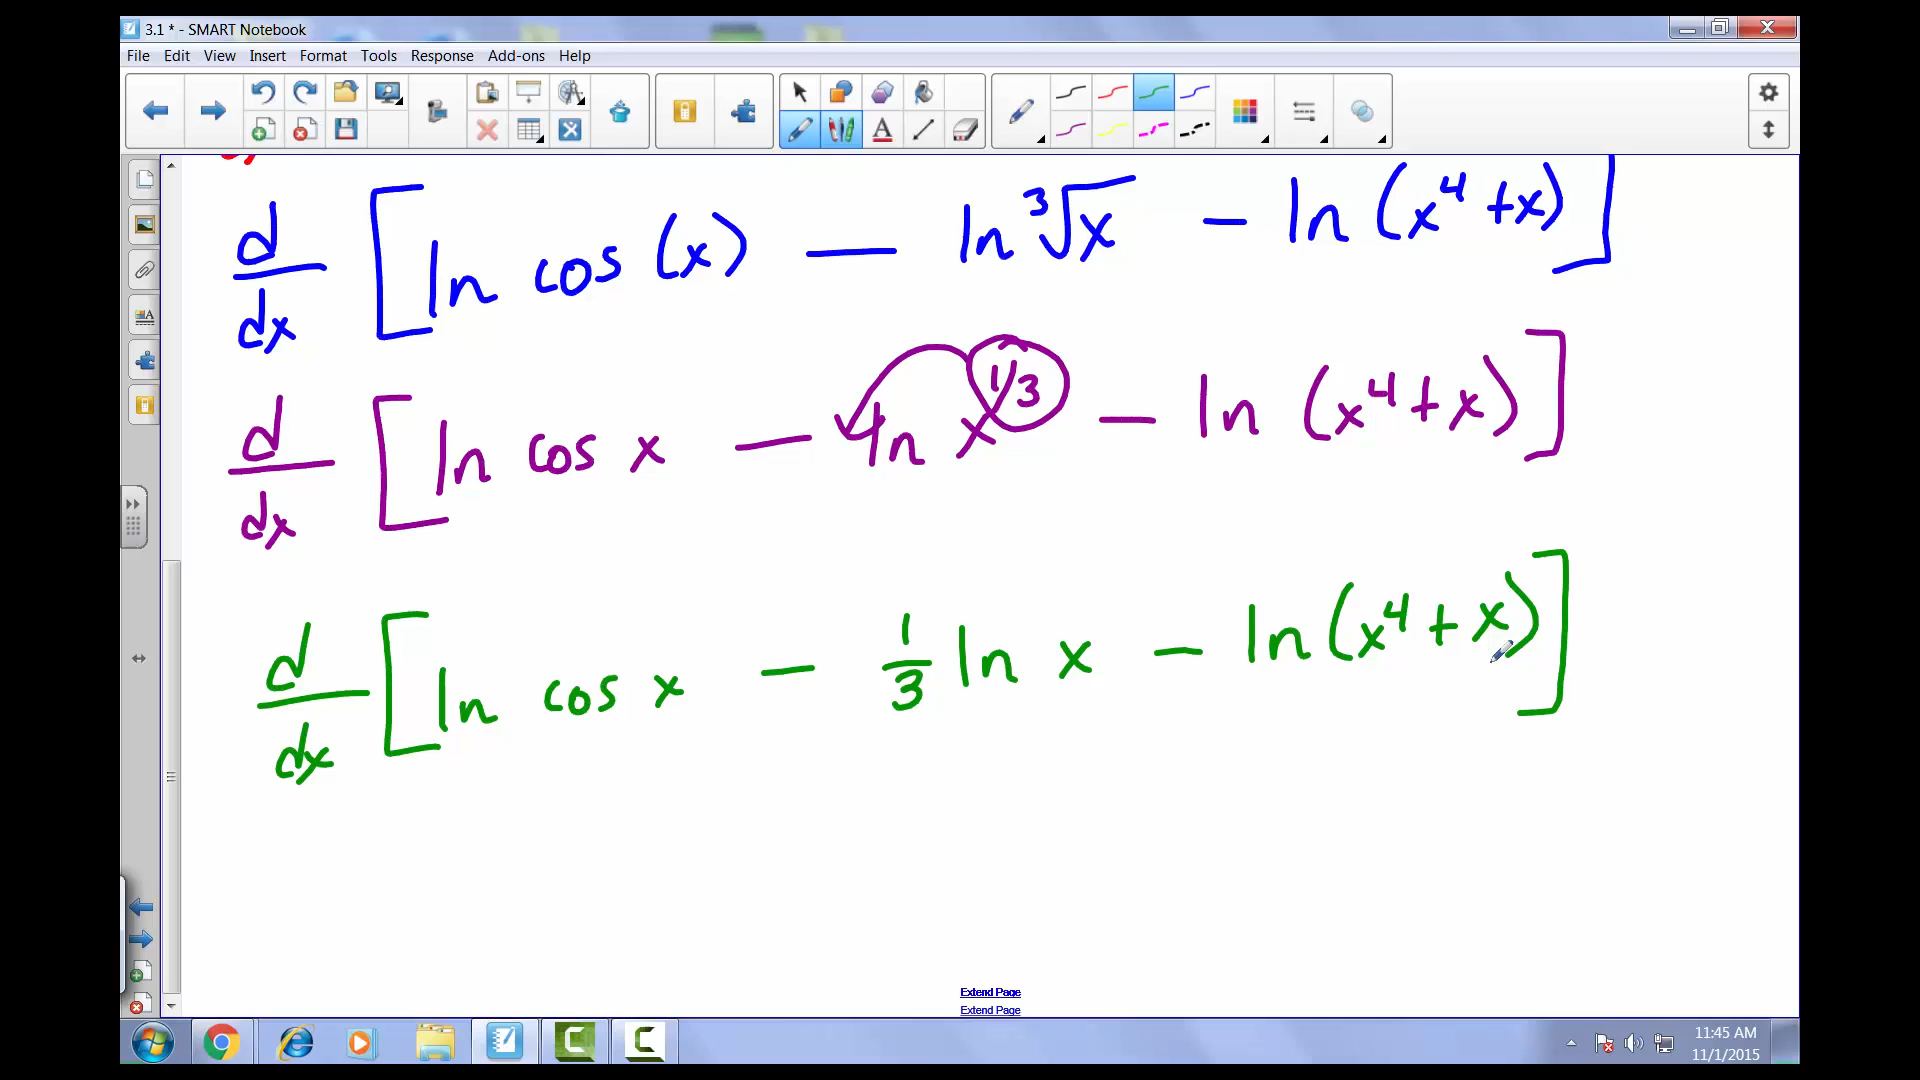 3.1 * - SMART Notebook
File Edit View Insert Format Tools Response Add-ons Help
d/dx [ln cos (x) — ln ³√x - ln (x⁴ +x)]
d/dx [ln cos x — ln x^1/3 - ln (x⁴+x)]
d/dx [ln cos x - 1/3 ln x - ln(x⁴ + x)]
Extend Page
Extend Page
11:45 AM
11/1/2015